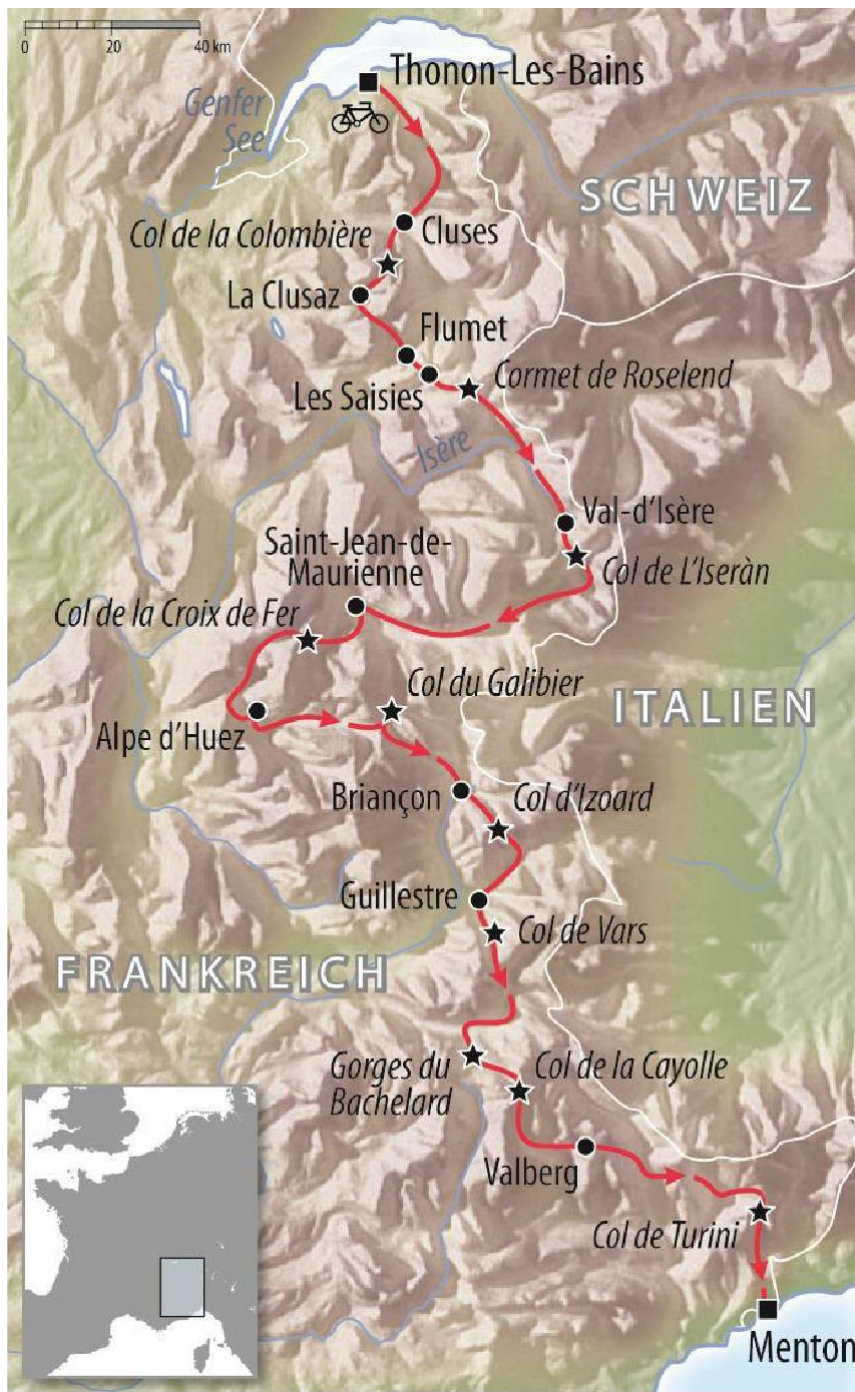 0 20 40 km
Thonon-Les-Bains
Genfer
See
SCHWEIZ
Col de la Colombière
Cluses
La Clusaz
Flumet
Les Saisies
Cormet de Roselend
Isère
Val-d'Isère
Saint-Jean-de-
Maurienne
Col de L'Iseràn
Col de la Croix de Fer
Col du Galibier
ITALIEN
Alpe d'Huez
Briançon
Col d'Izoard
Guillestre
Col de Vars
FRANKREICH
Gorges du
Bachelard
Col de la Cayolle
Valberg
Col de Turini
Menton